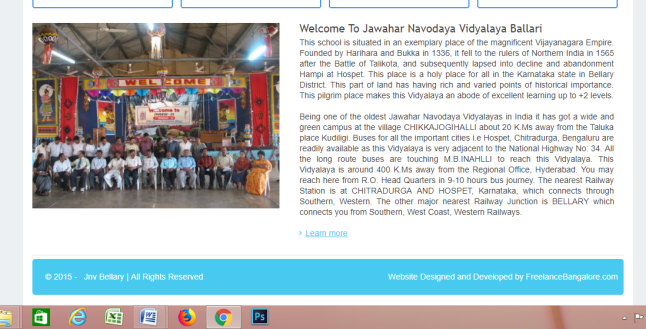 WELCOME
Welcome to
Welcome To Jawahar Navodaya Vidyalaya Ballari
This school is situated in an exemplary place of the magnificent Vijayanagara Empire.
Founded by Harihara and Bukka in 1336, it fell to the rulers of Northern India in 1565
after the Battle of Talikota, and subsequently lapsed into decline and abandonment
Hampi at Hospet. This place is a holy place for all in the Karnataka state in Bellary
District. This part of land has having rich and varied points of historical importance.
This pilgrim place makes this Vidyalaya an abode of excellent learning up to +2 levels.
Being one of the oldest Jawahar Navodaya Vidyalayas in India it has got a wide and
green campus at the village CHIKKAJOGIHALLI about 20 K.Ms away from the Taluka
place Kudligi. Buses for all the important cities i.e Hospet, Chitradurga, Bengaluru are
readily available as this Vidyalaya is very adjacent to the National Highway No: 34. All
the long route buses are touching M.B.INAHLLI to reach this Vidyalaya. This
Vidyalaya is around 400 K.Ms away from the Regional Office, Hyderabad. You may
reach here from R.O. Head Quarters in 9-10 hours bus journey. The nearest Railway
Station is at CHITRADURGA AND HOSPET, Karnataka, which connects through
Southern, Western. The other major nearest Railway Junction is BELLARY which
connects you from Southern, West Coast, Western Railways.
Learn more
© 2015 - Jnv Bellary | All Rights Reserved
Website Designed and Developed by FreelanceBangalore.com
Ps